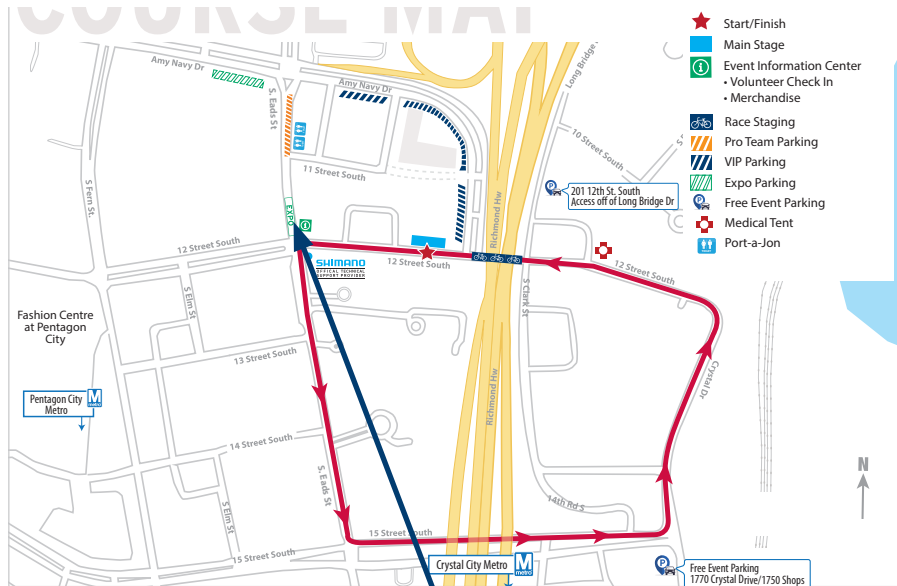 COURSE MAP
Start/Finish
Main Stage
Event Information Center
• Volunteer Check In
• Merchandise
Race Staging
Pro Team Parking
VIP Parking
Expo Parking
Free Event Parking
Medical Tent
Port-a-Jon
Amy Navy Dr
Amy Navy Dr
Long Bridge
S. Eads St
S Fern St.
10 Street South
11 Street South
Richmond Hw
P
201 12th St. South
Access off of Long Bridge Dr
EXPO
12 Street South
12 Street South
12 Street South
SHIMANO
OFFICAL TECHNICAL
SUPPORT PROVIDER
S Clark St
S Elm St
Fashion Centre
at Pentagon
City
13 Street South
Crystal Dr
Richmond Hw
Pentagon City
Metro
M
metro
14 Street South
S. Eads St
S Elm St
14th Rd S
N
15 Street South
15 Street South
Crystal City Metro
M
metro
P
Free Event Parking
1770 Crystal Drive/1750 Shops